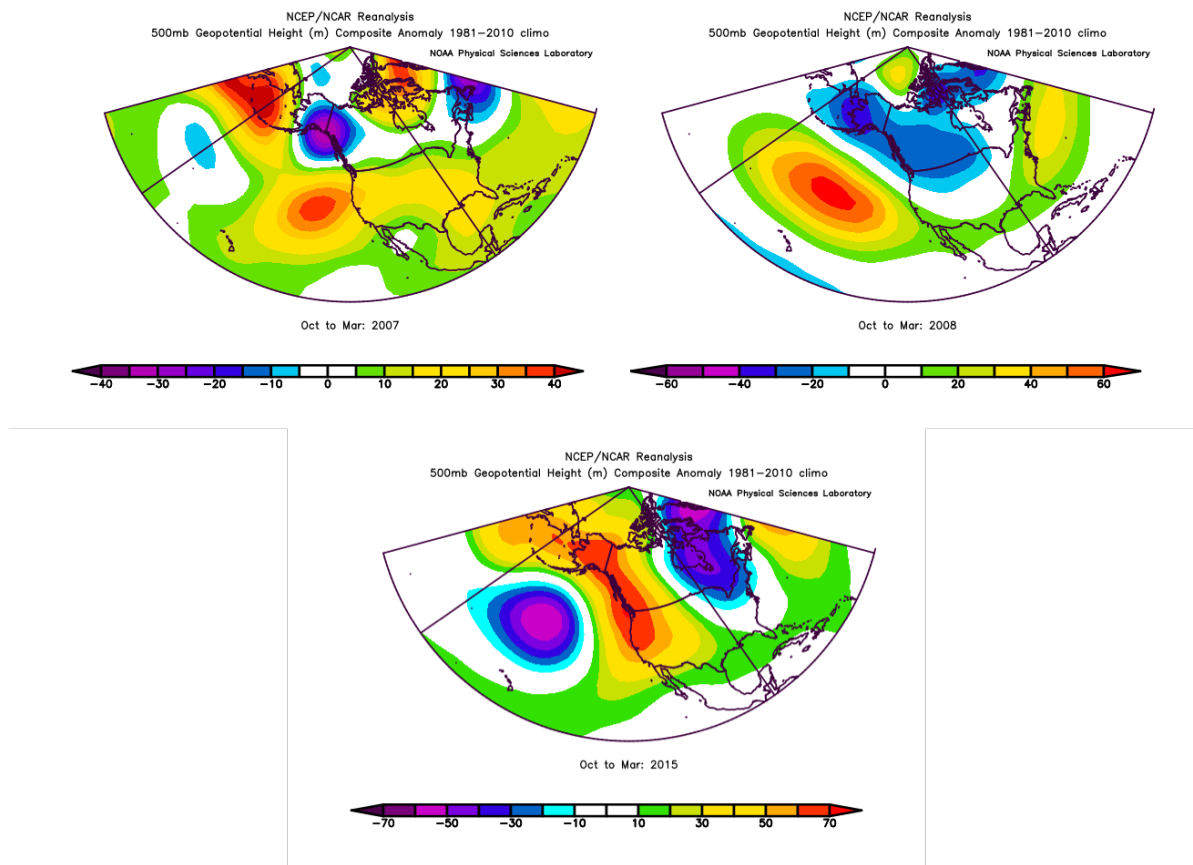 NCEP/NCAR Reanalysis
500mb Geopotential Height (m) Composite Anomaly 1981-2010 climo
NOAA Physical Sciences Laboratory
Oct to Mar: 2007
-40 -30 -20 -10 0 10 20 30 40
NCEP/NCAR Reanalysis
500mb Geopotential Height (m) Composite Anomaly 1981-2010 climo
NOAA Physical Sciences Laboratory
Oct to Mar: 2008
-60 -40 -20 0 20 40 60
NCEP/NCAR Reanalysis
500mb Geopotential Height (m) Composite Anomaly 1981-2010 climo
NOAA Physical Sciences Laboratory
Oct to Mar: 2015
-70 -50 -30 -10 10 30 50 70